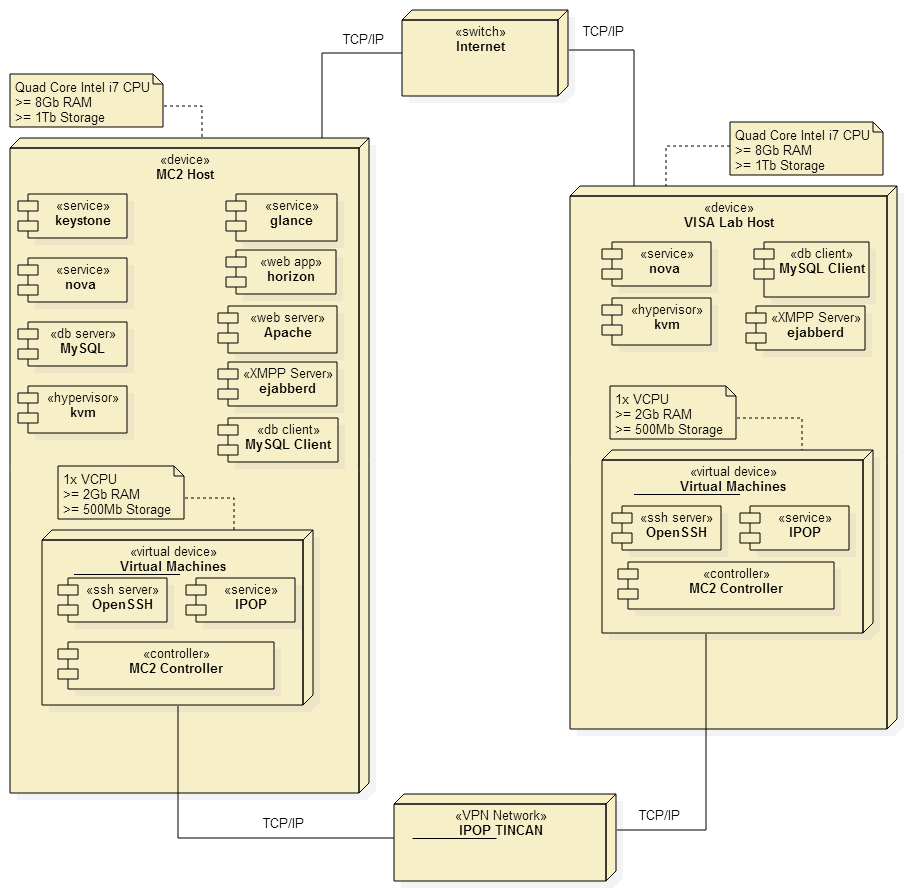 «switch»
Internet
TCP/IP
TCP/IP
Quad Core Intel i7 CPU
>= 8Gb RAM
>= 1Tb Storage
«device»
MC2 Host
«service»
keystone
«service»
glance
«service»
nova
«web app»
horizon
«db server»
MySQL
«web server»
Apache
«hypervisor»
kvm
«XMPP Server»
ejabberd
«db client»
MySQL Client
1x VCPU
>= 2Gb RAM
>= 500Mb Storage
«virtual device»
Virtual Machines
«ssh server»
OpenSSH
«service»
IPOP
«controller»
MC2 Controller
Quad Core Intel i7 CPU
>= 8Gb RAM
>= 1Tb Storage
«device»
VISA Lab Host
«service»
nova
«db client»
MySQL Client
«hypervisor»
kvm
«XMPP Server»
ejabberd
1x VCPU
>= 2Gb RAM
>= 500Mb Storage
«virtual device»
Virtual Machines
«ssh server»
OpenSSH
«service»
IPOP
«controller»
MC2 Controller
TCP/IP
«VPN Network»
IPOP TINCAN
TCP/IP